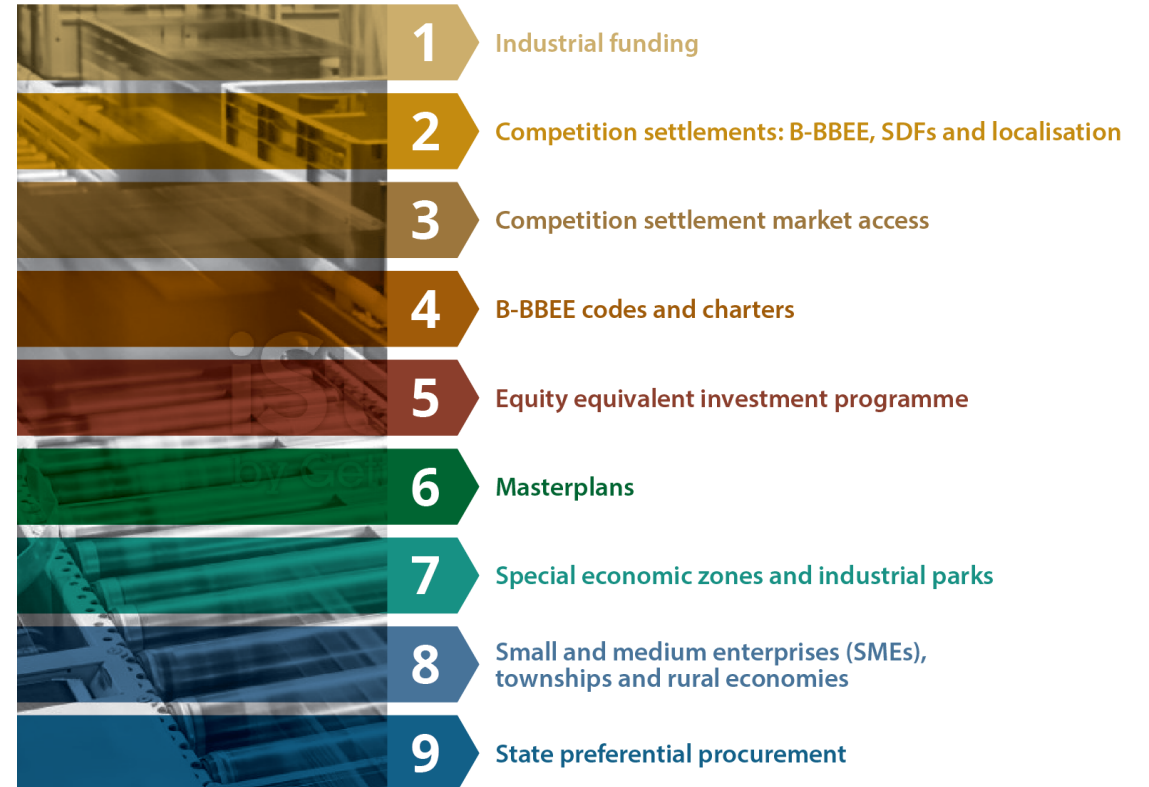 1 Industrial funding
2 Competition settlements: B-BBEE, SDFs and localisation
3 Competition settlement market access
4 B-BBEE codes and charters
5 Equity equivalent investment programme
6 Masterplans
7 Special economic zones and industrial parks
8 Small and medium enterprises (SMEs),
townships and rural economies
9 State preferential procurement